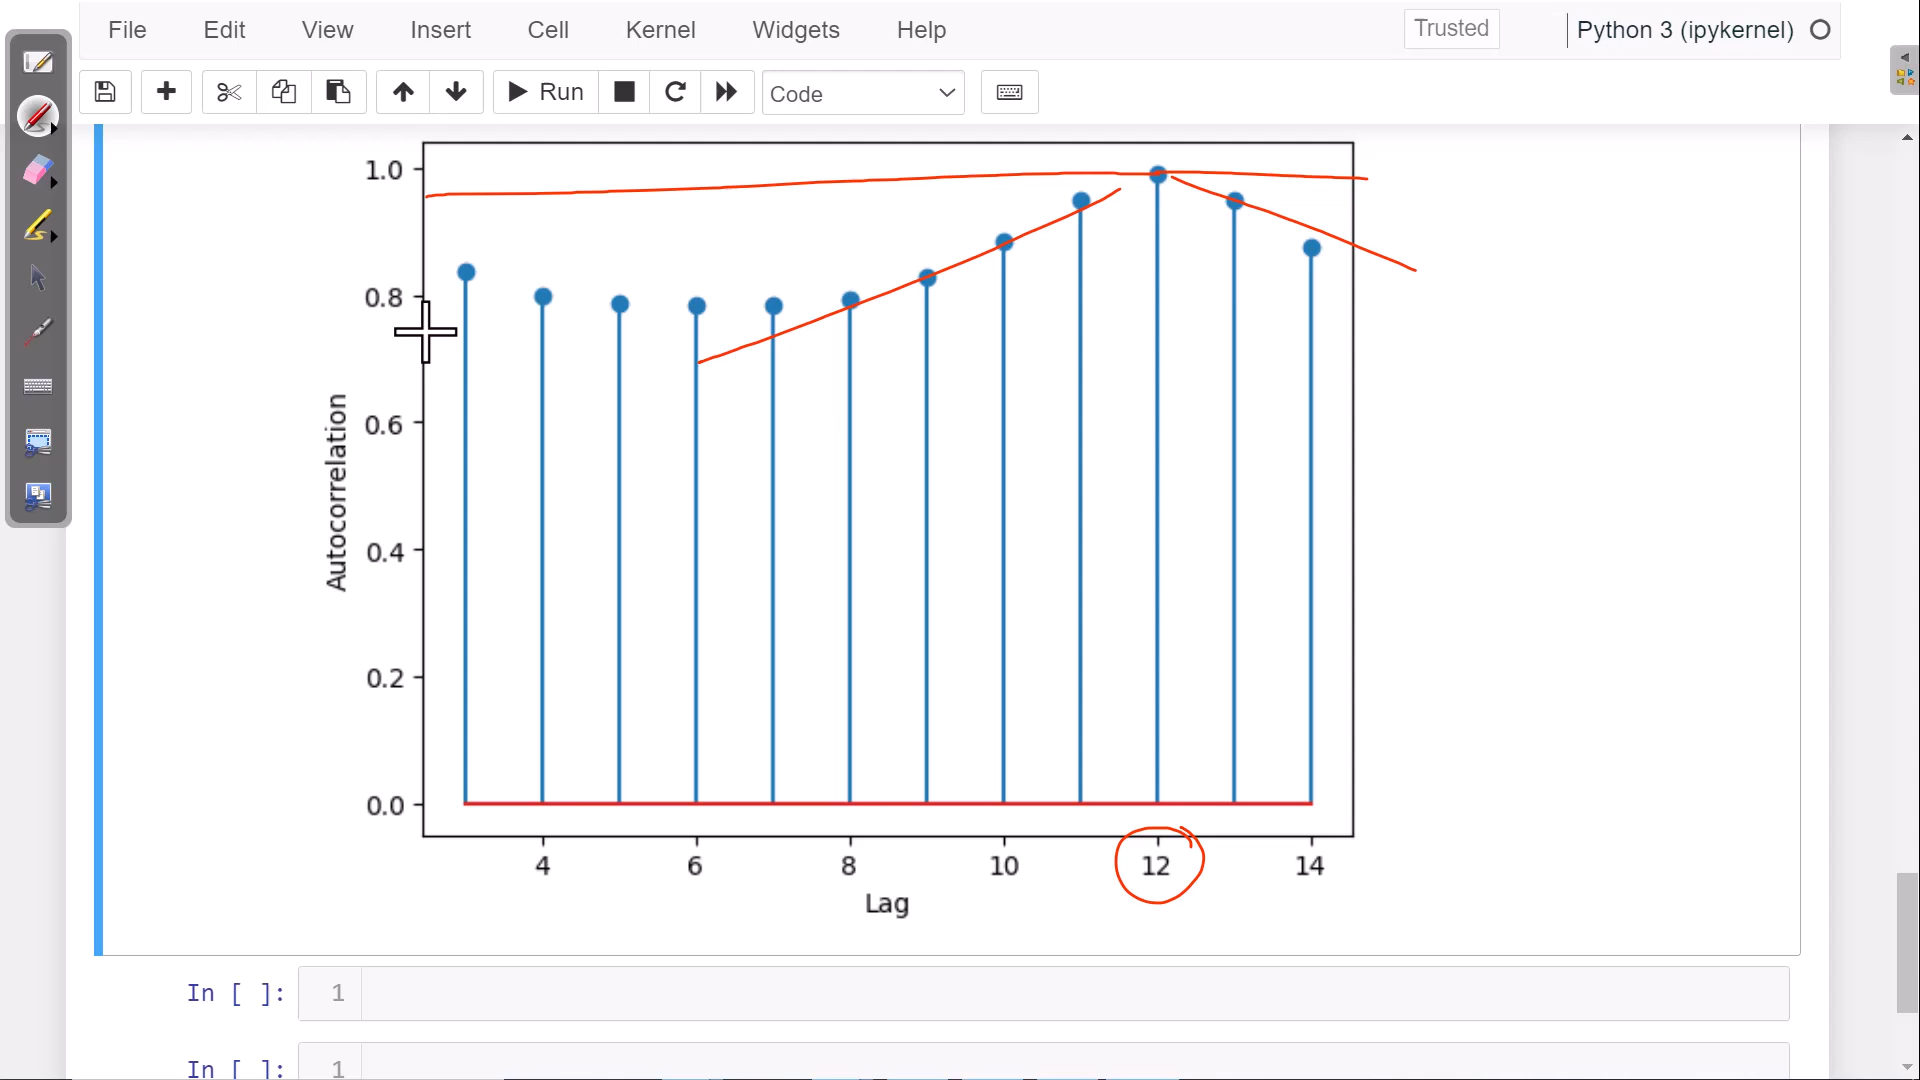 File Edit View Insert Cell Kernel Widgets Help Trusted Python 3 (ipykernel)
Run Code
1.0
0.8
0.6
0.4
0.2
0.0
Autocorrelation
4 6 8 10 12 14
Lag
In [ ]: 1
In [ ]: 1